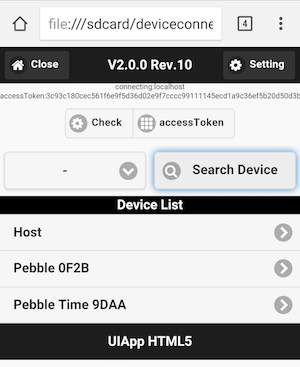 file:///sdcard/deviceconne
4
Close
V2.0.0 Rev.10
Setting
connecting:localhost
accessToken:3c93c180cec561f6e9f5d36d02e9f7cccc99111145ecd1a9c36ef5b20d50d3b
Check
accessToken
-
Search Device
Device List
Host
Pebble 0F2B
Pebble Time 9DAA
UIApp HTML5